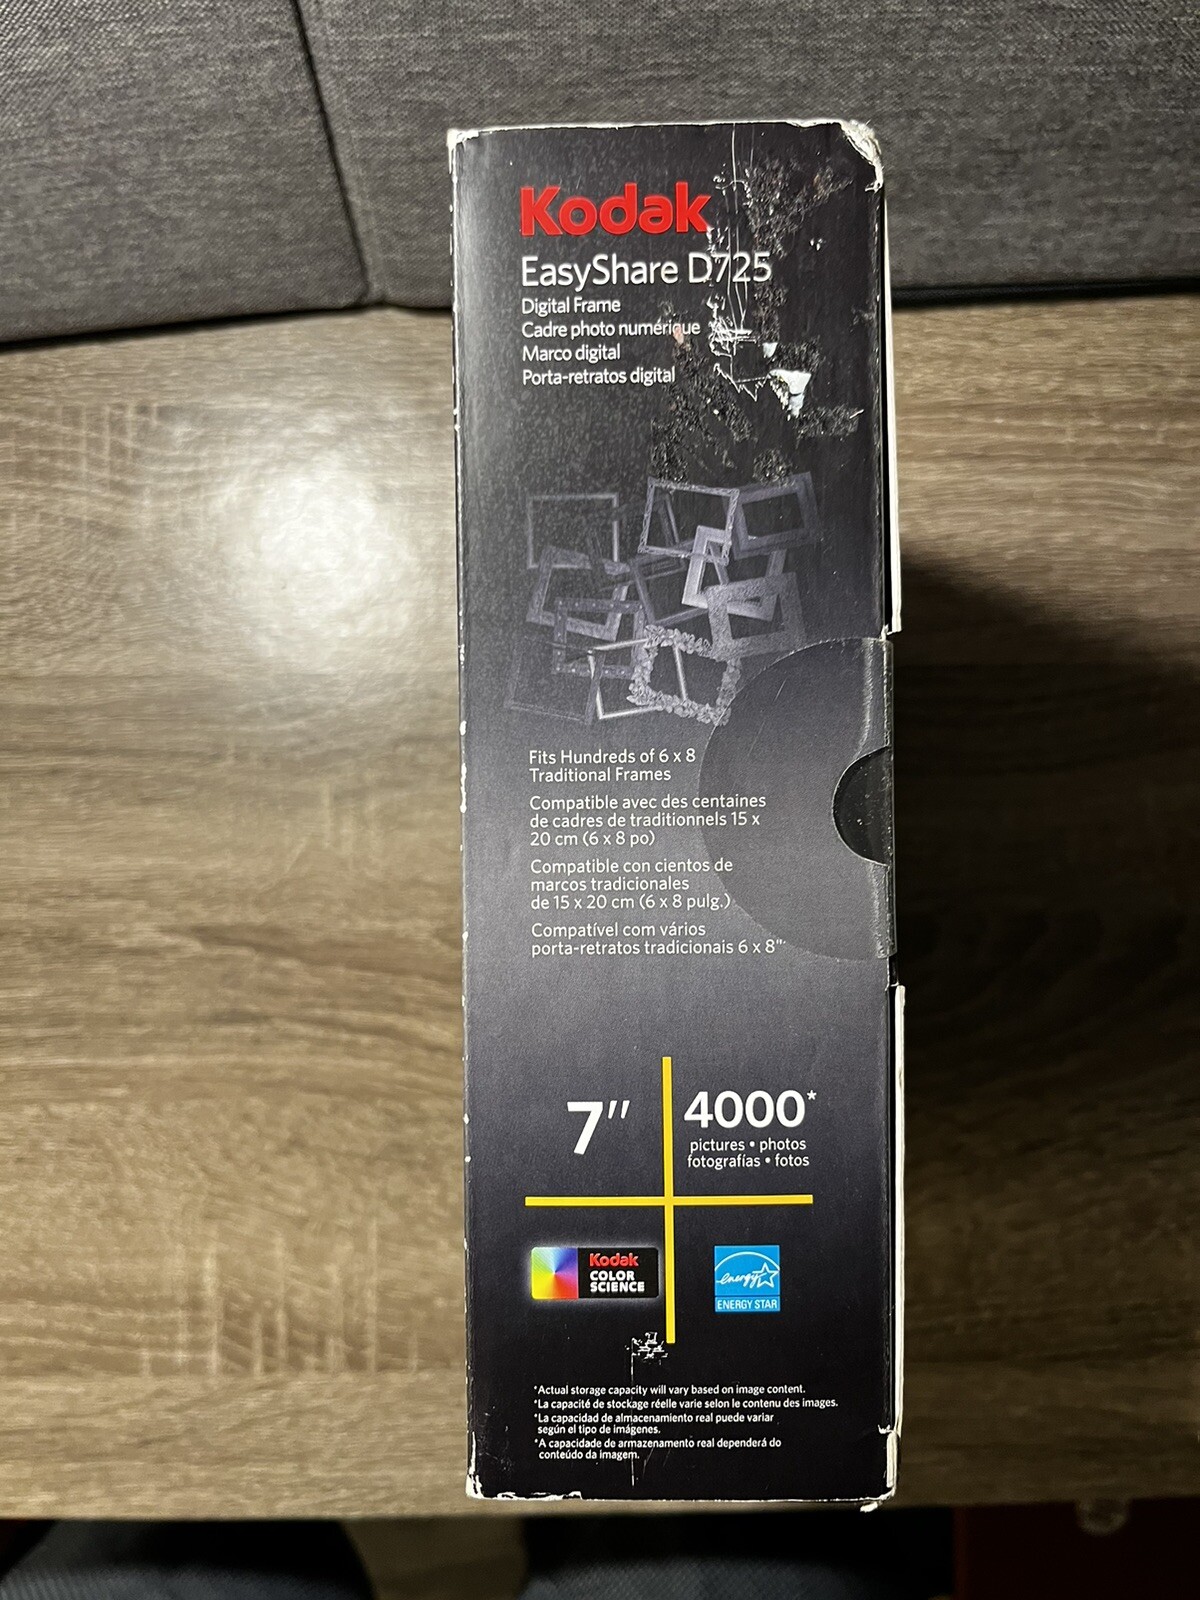 Kodak
EasyShare D725
Digital Frame
Cadre photo numérique
Marco digital
Porta-retratos digital
Fits Hundreds of 6 x 8
Traditional Frames
Compatible avec des centaines
de cadres de traditionnels 15 x
20 cm (6 x 8 po)
Compatible con cientos de
marcos tradicionales
de 15 x 20 cm (6 x 8 pulg.)
Compatível com vários
porta-retratos tradicionais 6 x 8"
7"
4000*
pictures • photos
fotografías • fotos
Kodak
COLOR
SCIENCE
energy
ENERGY STAR
*Actual storage capacity will vary based on image content.
*La capacité de stockage réelle varie selon le contenu des images.
*La capacidad de almacenamiento real puede variar
según el tipo de imágenes.
*A capacidade de armazenamento real dependerá do
conteúdo da imagem.